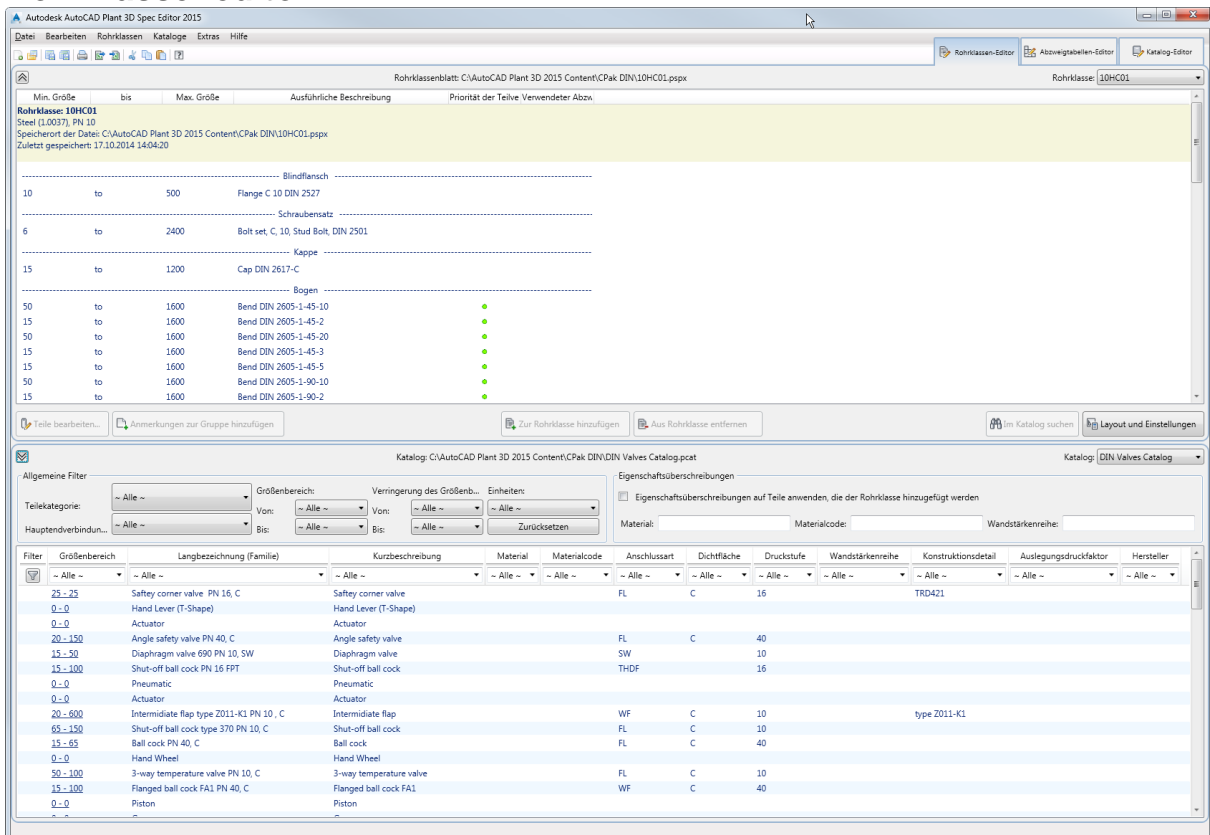 Autodesk AutoCAD Plant 3D Spec Editor 2015
Datei Bearbeiten Rohrklassen Kataloge Extras Hilfe
Rohrklassen-Editor Abzweigtabellen-Editor Katalog-Editor
Rohrklassenblatt: C:\AutoCAD Plant 3D 2015 Content\CPak DIN\10HC01.pspx Rohrklasse: 10HC01
Min. Größe bis Max. Größe Ausführliche Beschreibung Priorität der Teilve Verwendeter Abzw
Rohrklasse: 10HC01
Steel (1.0037), PN 10
Speicherort der Datei: C:\AutoCAD Plant 3D 2015 Content\CPak DIN\10HC01.pspx
Zuletzt gespeichert: 17.10.2014 14:04:20
Blindflansch
10 to 500 Flange C 10 DIN 2527
Schraubensatz
6 to 2400 Bolt set, C, 10, Stud Bolt, DIN 2501
Kappe
15 to 1200 Cap DIN 2617-C
Bogen
50 to 1600 Bend DIN 2605-1-45-10
15 to 1600 Bend DIN 2605-1-45-2
50 to 1600 Bend DIN 2605-1-45-20
15 to 1600 Bend DIN 2605-1-45-3
15 to 1600 Bend DIN 2605-1-45-5
50 to 1600 Bend DIN 2605-1-90-10
15 to 1600 Bend DIN 2605-1-90-2
Teile bearbeiten... Anmerkungen zur Gruppe hinzufügen Zur Rohrklasse hinzufügen Aus Rohrklasse entfernen Im Katalog suchen Layout und Einstellungen
Katalog: C:\AutoCAD Plant 3D 2015 Content\CPak DIN\DIN Valves Catalog.pcat Katalog: DIN Valves Catalog
Allgemeine Filter Eigenschaftsüberschreibungen
Teilekategorie: ~ Alle ~ Größenbereich: Verringerung des Größenb... Einheiten:
Von: ~ Alle ~ Von: ~ Alle ~ ~ Alle ~ Eigenschaftsüberschreibungen auf Teile anwenden, die der Rohrklasse hinzugefügt werden
Hauptendverbindun... ~ Alle ~ Bis: ~ Alle ~ Bis: ~ Alle ~ Zurücksetzen Material: Materialcode: Wandstärkenreihe:
Filter Größenbereich Langbezeichnung (Familie) Kurzbeschreibung Material Materialcode Anschlussart Dichtfläche Druckstufe Wandstärkenreihe Konstruktionsdetail Auslegungsdruckfaktor Hersteller
~ Alle ~ ~ Alle ~ ~ Alle ~ ~ Alle ~ ~ Alle ~ ~ Alle ~ ~ Alle ~ ~ Alle ~ ~ Alle ~ ~ Alle ~ ~ Alle ~ ~ Alle ~
25 - 25 Saftey corner valve PN 16, C Saftey corner valve FL C 16 TRD421
0 - 0 Hand Lever (T-Shape) Hand Lever (T-Shape)
0 - 0 Actuator Actuator
20 - 150 Angle safety valve PN 40, C Angle safety valve FL C 40
15 - 50 Diaphragm valve 690 PN 10, SW Diaphragm valve SW 10
15 - 100 Shut-off ball cock PN 16 FPT Shut-off ball cock THDF 16
0 - 0 Pneumatic Pneumatic
0 - 0 Actuator Actuator
20 - 600 Intermidiate flap type Z011-K1 PN 10 , C Intermidiate flap WF C 10 type Z011-K1
65 - 150 Shut-off ball cock type 370 PN 10, C Shut-off ball cock FL C 10
15 - 65 Ball cock PN 40, C Ball cock FL C 40
0 - 0 Hand Wheel Hand Wheel
50 - 100 3-way temperature valve PN 10, C 3-way temperature valve FL C 10
15 - 100 Flanged ball cock FA1 PN 40, C Flanged ball cock FA1 WF C 40
0 - 0 Piston Piston